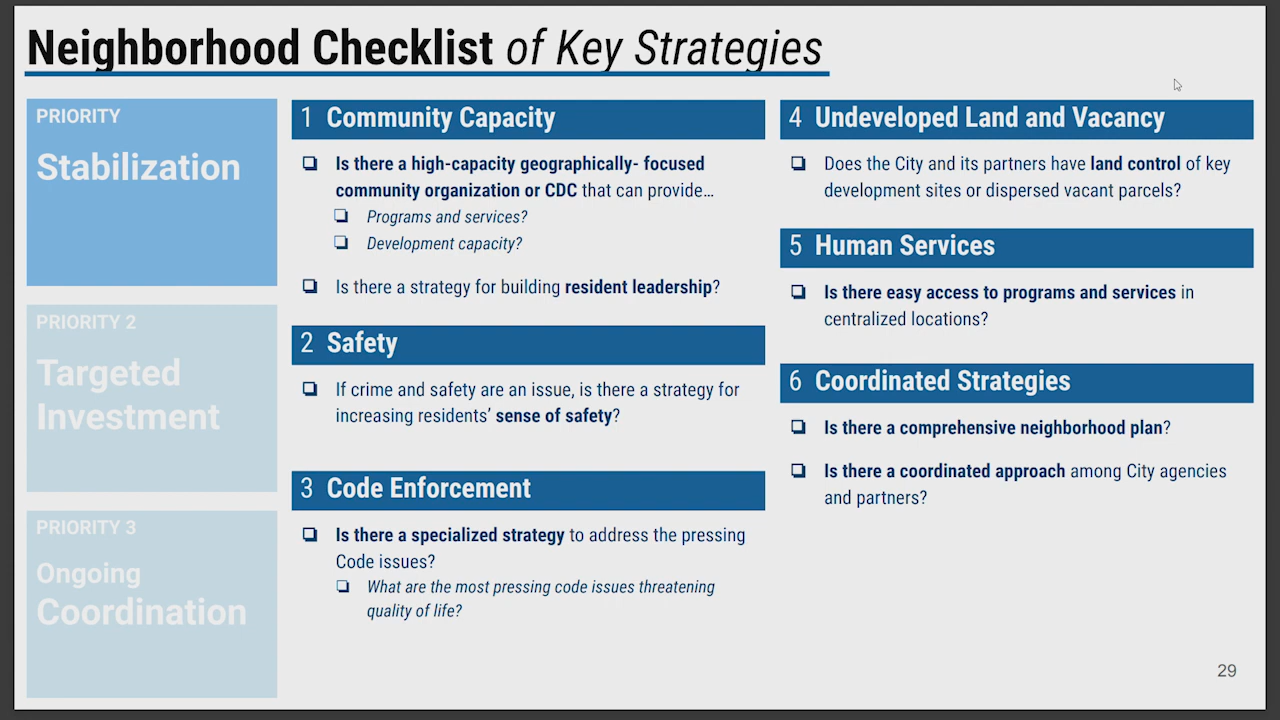 Neighborhood Checklist of Key Strategies
PRIORITY
Stabilization
PRIORITY 2
Targeted
Investment
PRIORITY 3
Ongoing
Coordination
1 Community Capacity
Is there a high-capacity geographically- focused
community organization or CDC that can provide…
Programs and services?
Development capacity?
Is there a strategy for building resident leadership?
2 Safety
If crime and safety are an issue, is there a strategy for
increasing residents’ sense of safety?
3 Code Enforcement
Is there a specialized strategy to address the pressing
Code issues?
What are the most pressing code issues threatening
quality of life?
4 Undeveloped Land and Vacancy
Does the City and its partners have land control of key
development sites or dispersed vacant parcels?
5 Human Services
Is there easy access to programs and services in
centralized locations?
6 Coordinated Strategies
Is there a comprehensive neighborhood plan?
Is there a coordinated approach among City agencies
and partners?
29